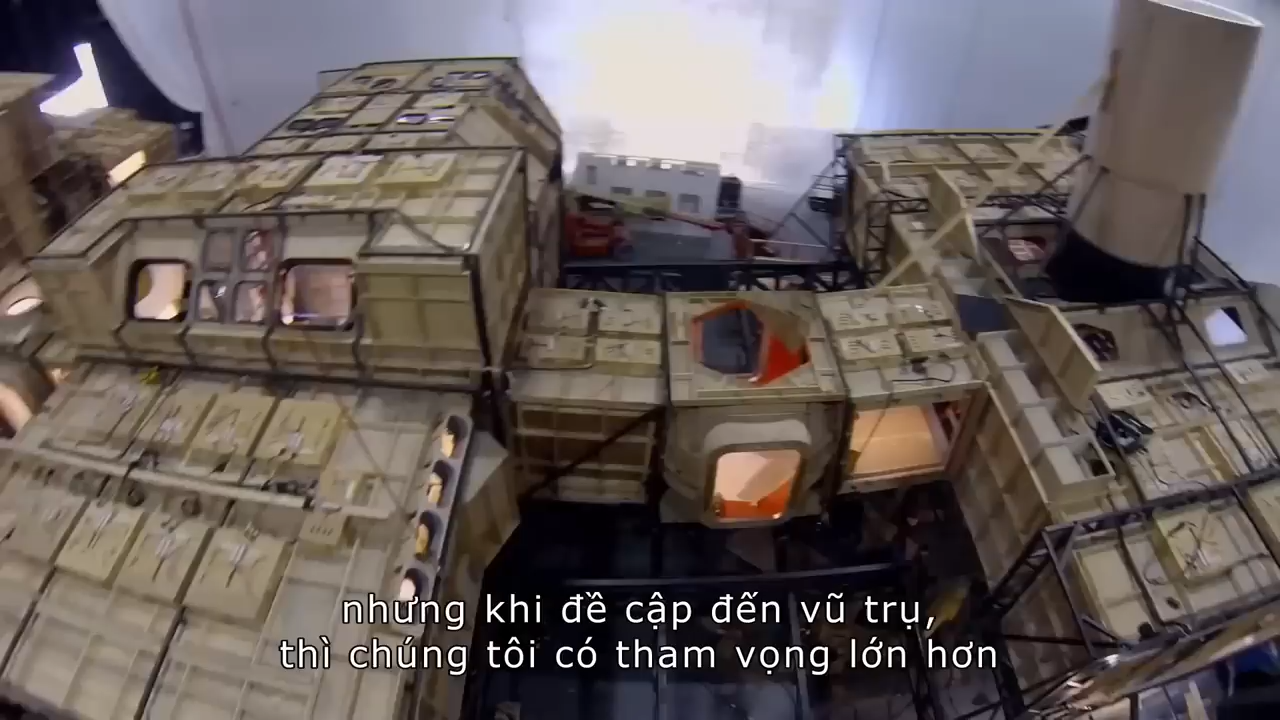 nhưng khi đề cập đến vũ trụ,
thì chúng tôi có tham vọng lớn hơn